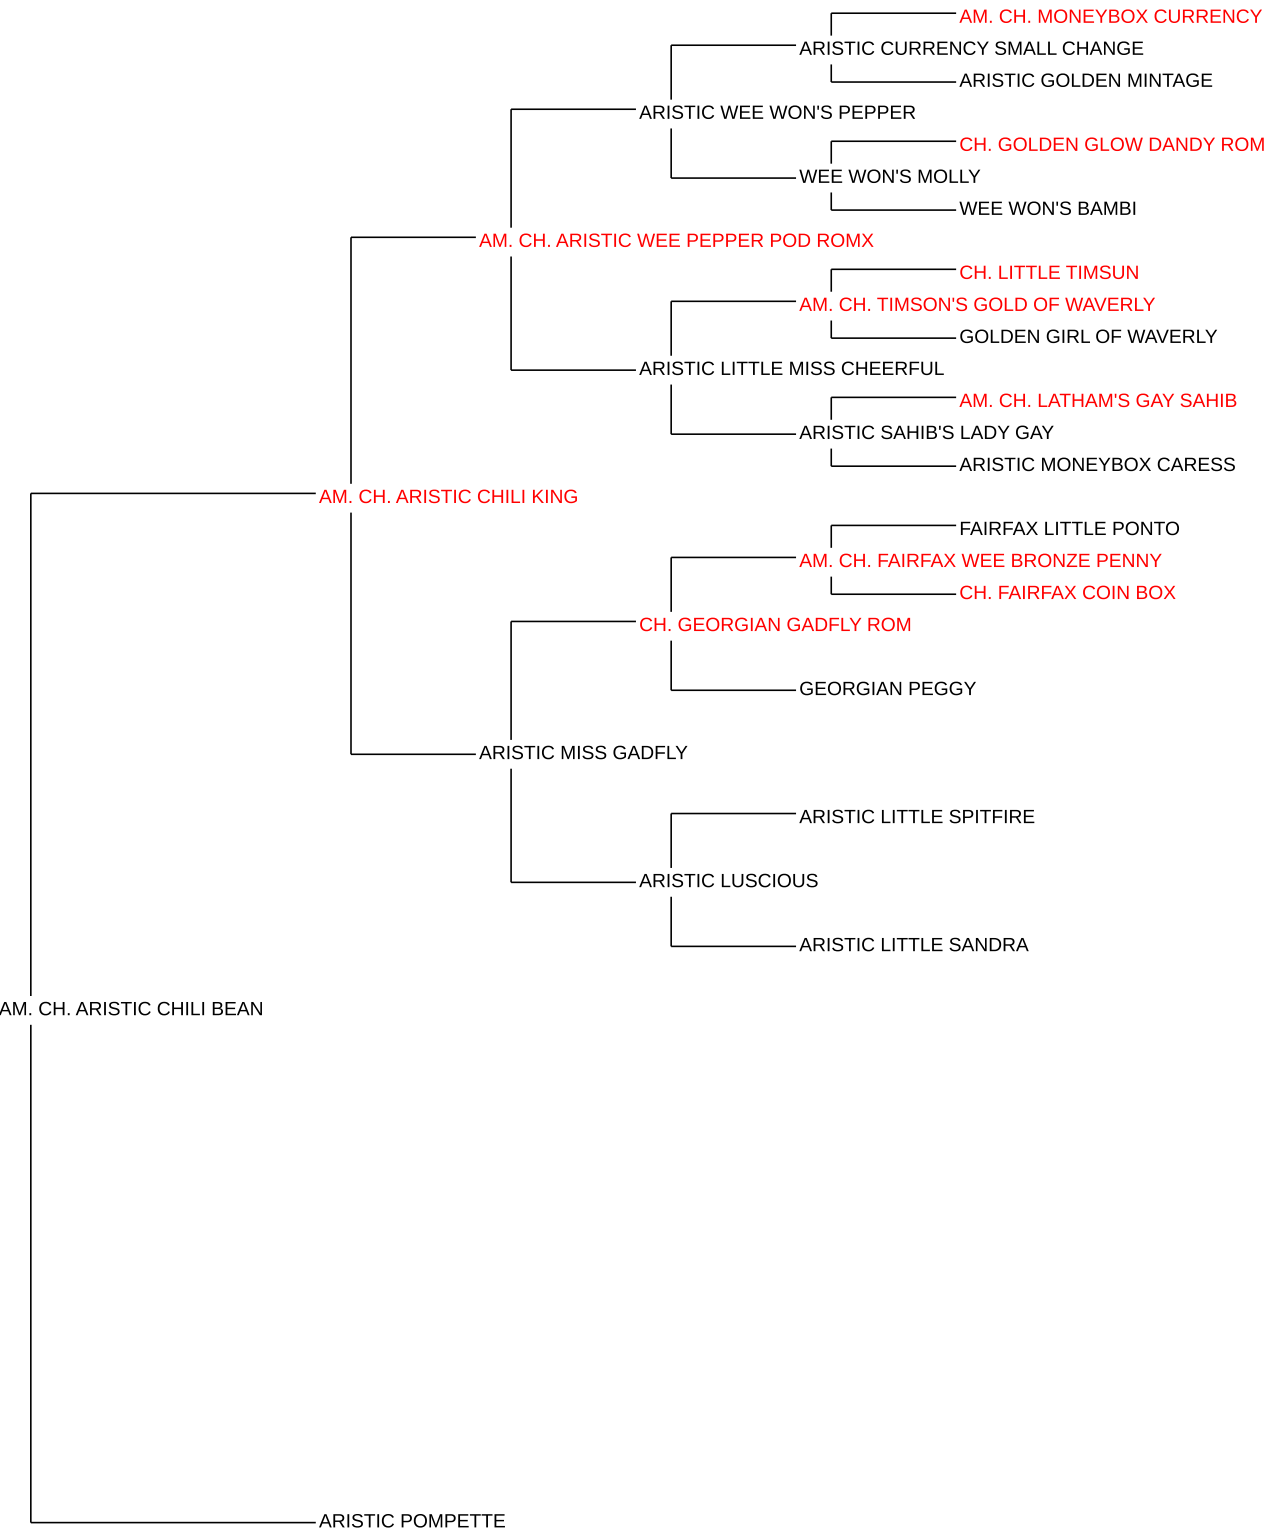 AM. CH. MONEYBOX CURRENCY
ARISTIC CURRENCY SMALL CHANGE
ARISTIC GOLDEN MINTAGE
ARISTIC WEE WON'S PEPPER
CH. GOLDEN GLOW DANDY ROM
WEE WON'S MOLLY
WEE WON'S BAMBI
AM. CH. ARISTIC WEE PEPPER POD ROMX
CH. LITTLE TIMSUN
AM. CH. TIMSON'S GOLD OF WAVERLY
GOLDEN GIRL OF WAVERLY
ARISTIC LITTLE MISS CHEERFUL
AM. CH. LATHAM'S GAY SAHIB
ARISTIC SAHIB'S LADY GAY
ARISTIC MONEYBOX CARESS
AM. CH. ARISTIC CHILI KING
FAIRFAX LITTLE PONTO
AM. CH. FAIRFAX WEE BRONZE PENNY
CH. FAIRFAX COIN BOX
CH. GEORGIAN GADFLY ROM
GEORGIAN PEGGY
ARISTIC MISS GADFLY
ARISTIC LITTLE SPITFIRE
ARISTIC LUSCIOUS
ARISTIC LITTLE SANDRA
AM. CH. ARISTIC CHILI BEAN
ARISTIC POMPETTE